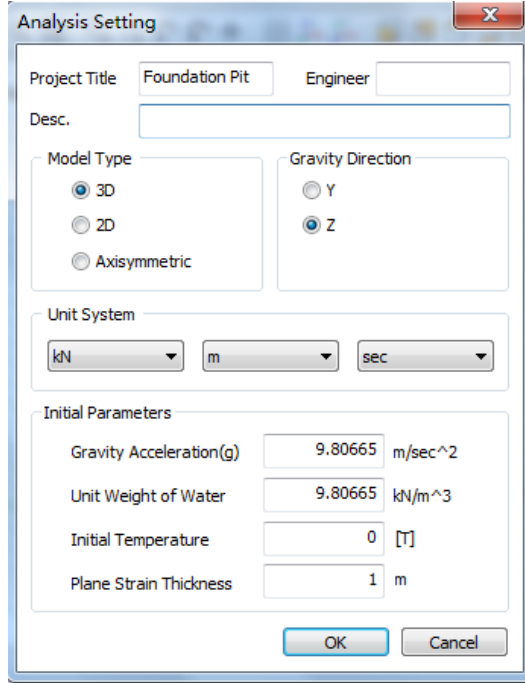 Analysis Setting
Project Title Foundation Pit Engineer
Desc.
Model Type Gravity Direction
3D Y
2D Z
Axisymmetric
Unit System
kN m sec
Initial Parameters
Gravity Acceleration(g) 9.80665 m/sec^2
Unit Weight of Water 9.80665 kN/m^3
Initial Temperature 0 [T]
Plane Strain Thickness 1 m
OK Cancel